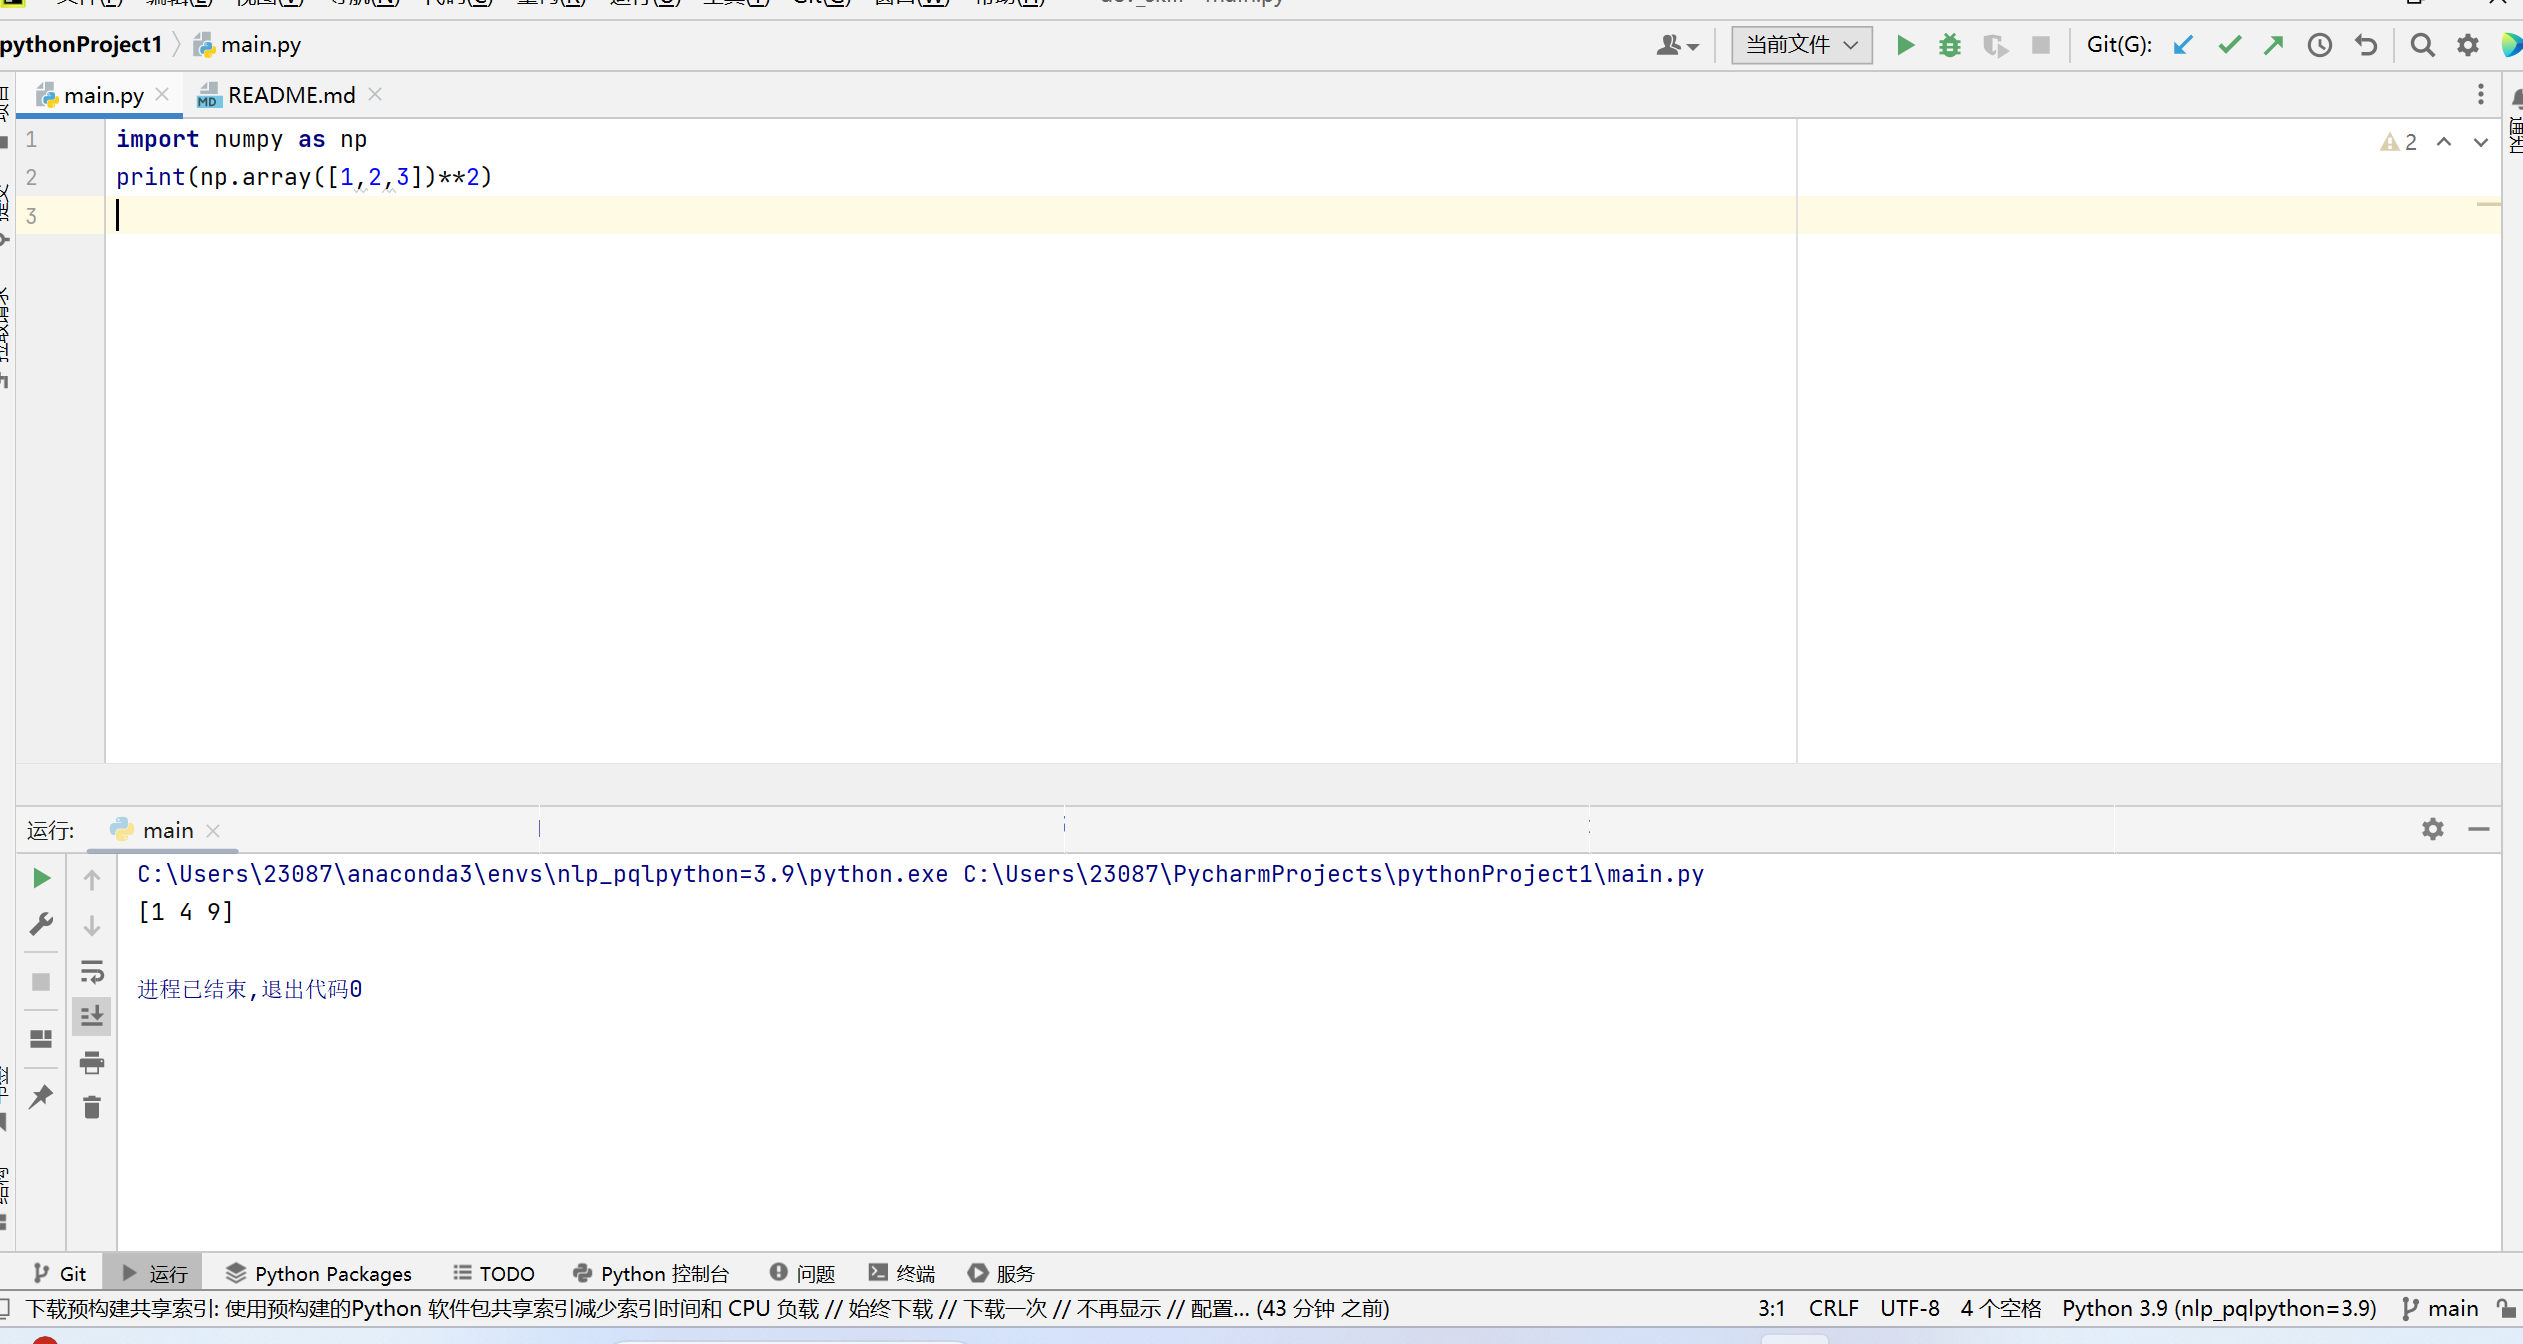 pythonProject1 main.py 当前文件 Git(G):
main.py README.md
1 import numpy as np 2
2 print(np.array([1,2,3])**2)
3
运行: main
C:\Users\23087\anaconda3\envs\nlp_pqlpython=3.9\python.exe C:\Users\23087\PycharmProjects\pythonProject1\main.py
[1 4 9]
进程已结束,退出代码0
Git 运行 Python Packages TODO Python 控制台 问题 终端 服务
下载预构建共享索引: 使用预构建的Python 软件包共享索引减少索引时间和 CPU 负载 // 始终下载 // 下载一次 // 不再显示 // 配置... (43 分钟 之前) 3:1 CRLF UTF-8 4 个空格 Python 3.9 (nlp_pqlpython=3.9) main